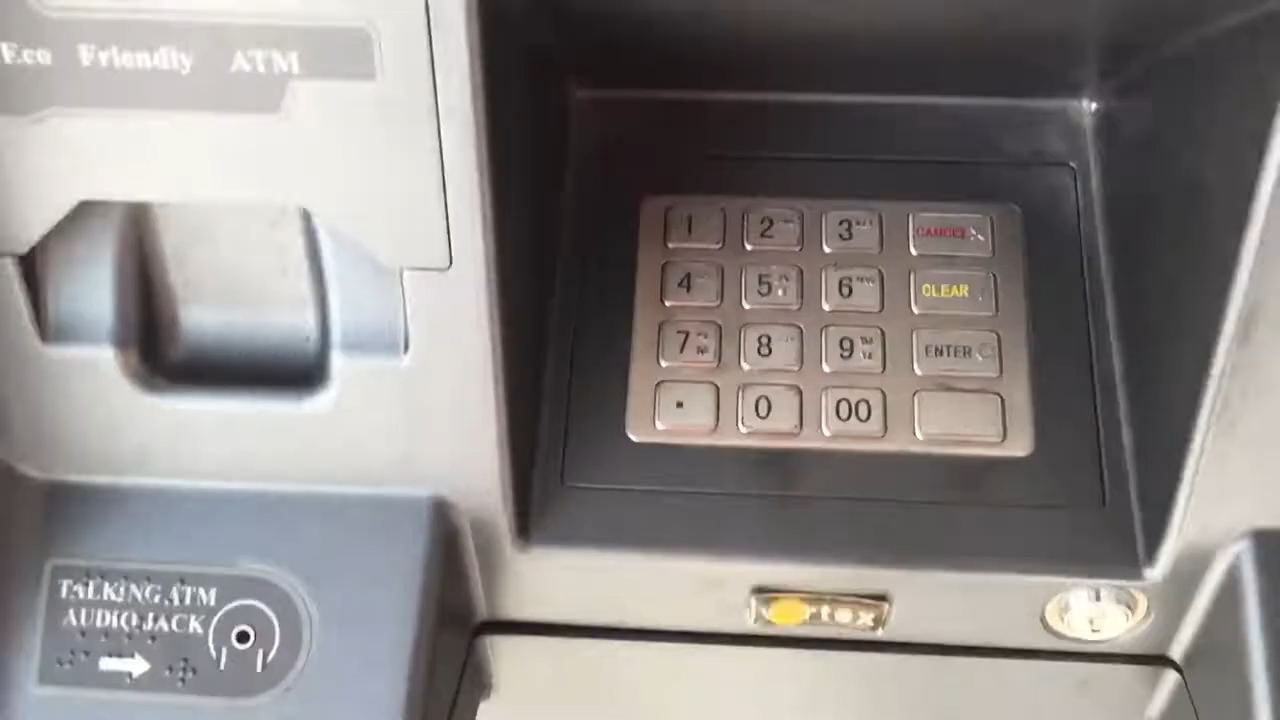 Eco Friendly ATM
1 2 3 CANCEL
4 5 6 CLEAR
7 8 9 ENTER
. 0 00
TALKING ATM
AUDIO JACK